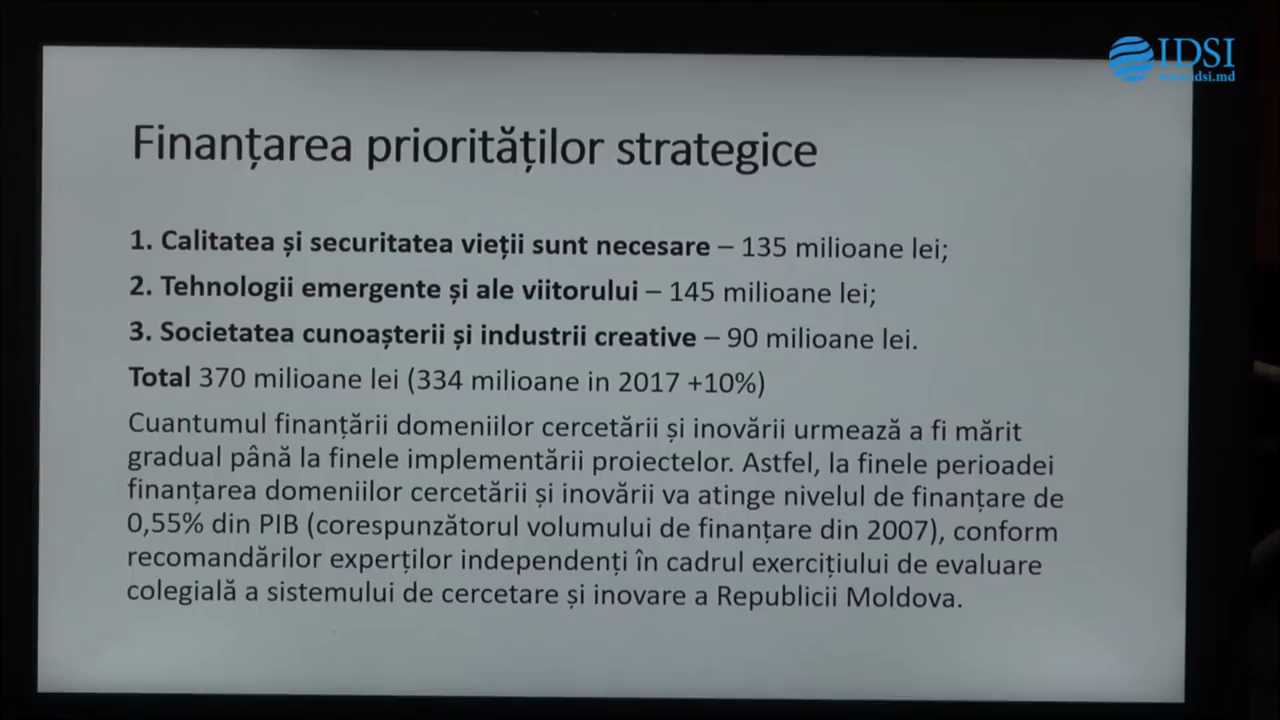 IDSI
www.idsi.md
Finanțarea priorităților strategice
1. Calitatea și securitatea vieții sunt necesare – 135 milioane lei;
2. Tehnologii emergente și ale viitorului – 145 milioane lei;
3. Societatea cunoașterii și industrii creative – 90 milioane lei.
Total 370 milioane lei (334 milioane in 2017 +10%)
Cuantumul finanțării domeniilor cercetării și inovării urmează a fi mărit
gradual până la finele implementării proiectelor. Astfel, la finele perioadei
finanțarea domeniilor cercetării și inovării va atinge nivelul de finanțare de
0,55% din PIB (corespunzătorul volumului de finanțare din 2007), conform
recomandărilor experților independenți în cadrul exercițiului de evaluare
colegială a sistemului de cercetare și inovare a Republicii Moldova.